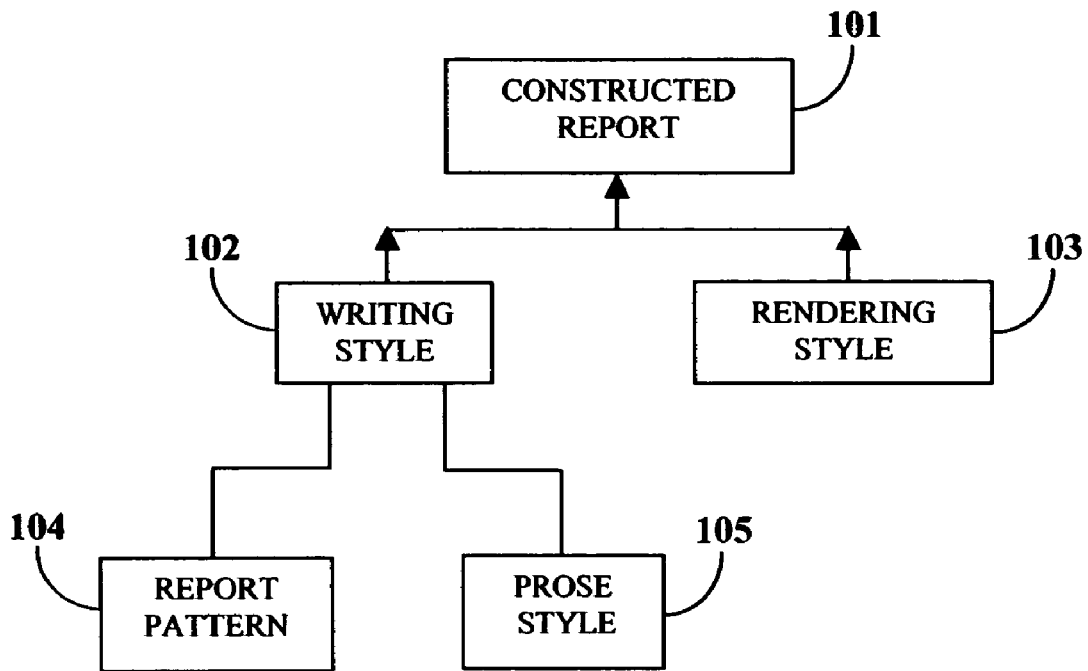 101
CONSTRUCTED
REPORT
102
103
WRITING
STYLE
RENDERING
STYLE
104
105
REPORT
PATTERN
PROSE
STYLE